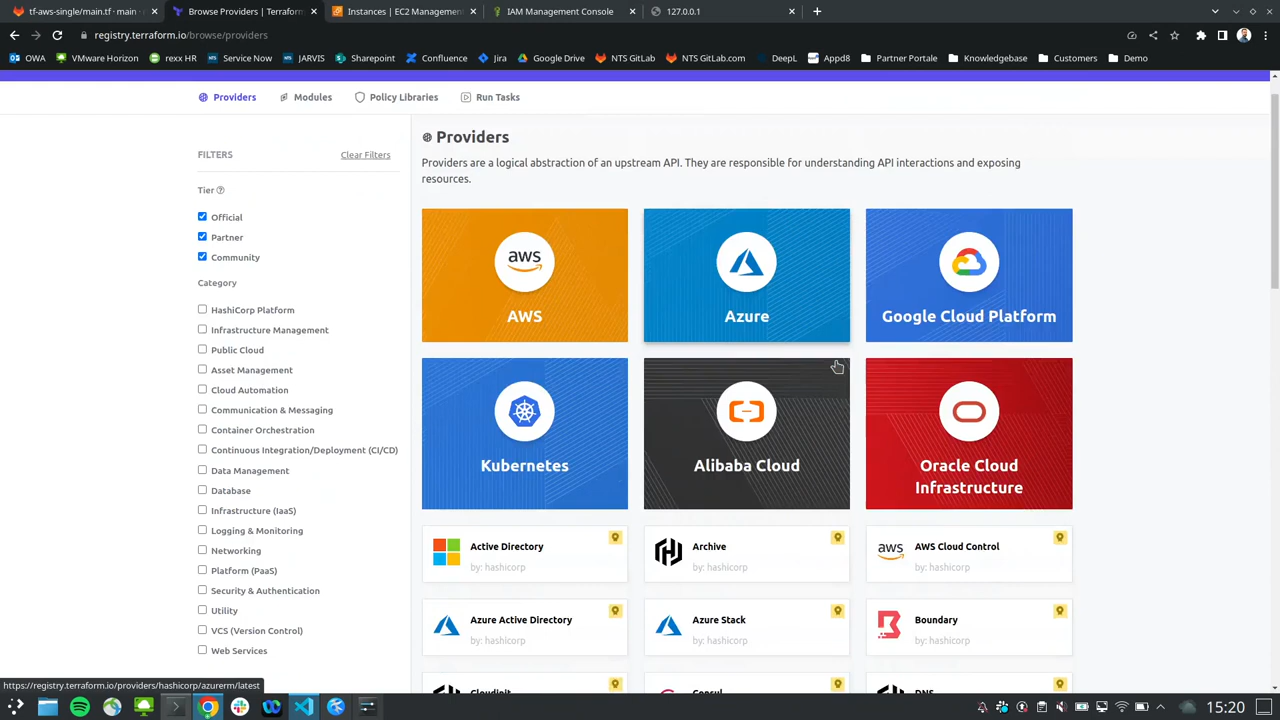 tf-aws-single/main.tf · main ·
Browse Providers | Terraform
Instances | EC2 Managemen
IAM Management Console
127.0.0.1
registry.terraform.io/browse/providers
OWA
VMware Horizon
rexx HR
Service Now
JARVIS
Sharepoint
Confluence
Jira
Google Drive
NTS GitLab
NTS GitLab.com
DeepL
Appd8
Partner Portale
Knowledgebase
Customers
Demo
Providers
Modules
Policy Libraries
Run Tasks
FILTERS
Clear Filters
Tier
Official
Partner
Community
Category
HashiCorp Platform
Infrastructure Management
Public Cloud
Asset Management
Cloud Automation
Communication & Messaging
Container Orchestration
Continuous Integration/Deployment (CI/CD)
Data Management
Database
Infrastructure (IaaS)
Logging & Monitoring
Networking
Platform (PaaS)
Security & Authentication
Utility
VCS (Version Control)
Web Services
Providers
Providers are a logical abstraction of an upstream API. They are responsible for understanding API interactions and exposing
resources.
aws
AWS
Azure
Google Cloud Platform
Kubernetes
Alibaba Cloud
Oracle Cloud
Infrastructure
Active Directory
by: hashicorp
Archive
by: hashicorp
aws
AWS Cloud Control
by: hashicorp
Azure Active Directory
by: hashicorp
Azure Stack
by: hashicorp
Boundary
by: hashicorp
Cloudinit
Consul
DNS
https://registry.terraform.io/providers/hashicorp/azurerm/latest
15:20